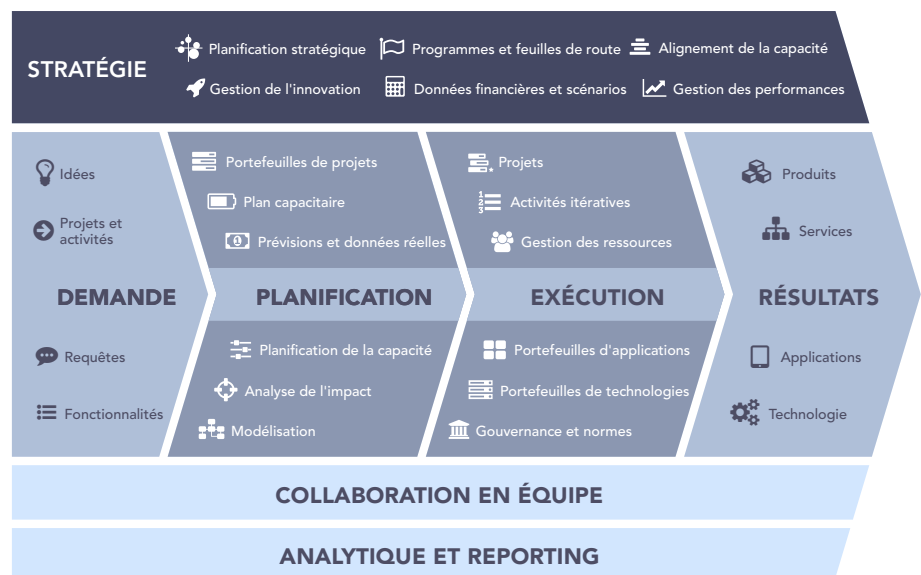 STRATÉGIE
Planification stratégique
Programmes et feuilles de route
Alignement de la capacité
Gestion de l'innovation
Données financières et scénarios
Gestion des performances
Idées
Projets et
activités
DEMANDE
Requêtes
Fonctionnalités
Portefeuilles de projets
Plan capacitaire
Prévisions et données réelles
PLANIFICATION
Planification de la capacité
Analyse de l'impact
Modélisation
Projets
Activités itératives
Gestion des ressources
EXÉCUTION
Portefeuilles d'applications
Portefeuilles de technologies
Gouvernance et normes
Produits
Services
RÉSULTATS
Applications
Technologie
COLLABORATION EN ÉQUIPE
ANALYTIQUE ET REPORTING